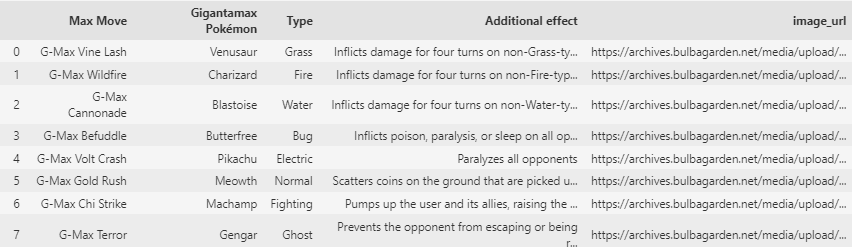 Max Move Gigantamax Pokémon Type Additional effect image_url
0 G-Max Vine Lash Venusaur Grass Inflicts damage for four turns on non-Grass-ty... https://archives.bulbagarden.net/media/upload/...
1 G-Max Wildfire Charizard Fire Inflicts damage for four turns on non-Fire-typ... https://archives.bulbagarden.net/media/upload/...
2 G-Max Cannonade Blastoise Water Inflicts damage for four turns on non-Water-ty... https://archives.bulbagarden.net/media/upload/...
3 G-Max Befuddle Butterfree Bug Inflicts poison, paralysis, or sleep on all op... https://archives.bulbagarden.net/media/upload/...
4 G-Max Volt Crash Pikachu Electric Paralyzes all opponents https://archives.bulbagarden.net/media/upload/...
5 G-Max Gold Rush Meowth Normal Scatters coins on the ground that are picked u... https://archives.bulbagarden.net/media/upload/...
6 G-Max Chi Strike Machamp Fighting Pumps up the user and its allies, raising the ... https://archives.bulbagarden.net/media/upload/...
7 G-Max Terror Gengar Ghost Prevents the opponent from escaping or being r... https://archives.bulbagarden.net/media/upload/...